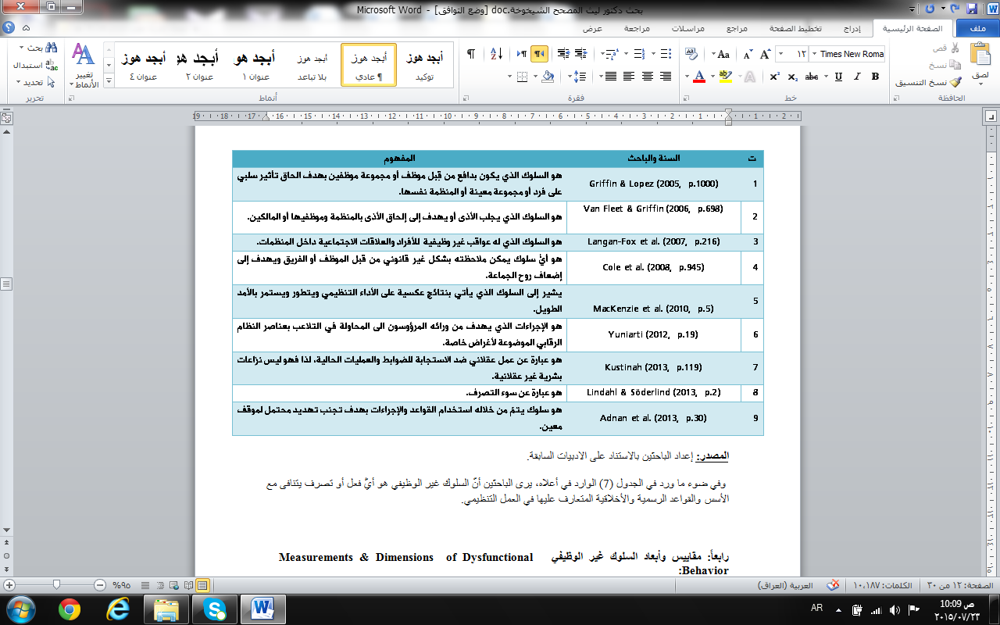 بحث دكتور ليث المصحح الشيخوخة.doc [وضع التوافق] - Microsoft Word
ملف
الصفحة الرئيسية
إدراج
تخطيط الصفحة
مراجع
مراسلات
مراجعة
عرض
قص
نسخ
نسخ التنسيق
لصق
الحافظة
Times New Roma
١٢
خط
فقرة
أبجد هوز
توكيد
أبجد هوز
¶ عادي
أبجد هوز
بلا تباعد
أبجد هو
عنوان ١
أبجد هو
عنوان ٢
أبجد هوز
عنوان ٤
تغيير
الأنماط
أنماط
بحث
استبدال
تحديد
تحرير
ت السنة والباحث المفهوم
1 Griffin & Lopez (2005, p.1000) هو السلوك الذي يكون بدافع من قِبل موظف أو مجموعة موظفين بهدف الحاق تأثير سلبي
على فرد أو مجموعة معينة أو المنظمة نفسها.
2 Van Fleet & Griffin (2006, p.698) هو السلوك الذي يجلب الأذى أو يهدف إلى إلحاق الأذى بالمنظمة وموظفيها أو المالكين.
3 Langan-Fox et al. (2007, p.216) هو السلوك الذي له عواقب غير وظيفية للأفراد والعلاقات الاجتماعية داخل المنظمات.
4 Cole et al. (2008, p.945) هو أيُّ سلوك يمكن ملاحظته بشكل غير قانوني من قبل الموظف أو الفريق ويهدف إلى
إضعاف روح الجماعة.
5 MacKenzie et al. (2010, p.5) يشير إلى السلوك الذي يأتي بنتائج عكسية على الأداء التنظيمي ويتطور ويستمر بالأمد
الطويل.
6 Yuniarti (2012, p.19) هو الإجراءات الذي يهدف من ورائه المرؤوسون الى المحاولة في التلاعب بعناصر النظام
الرقابي الموضوعة لأغراض خاصة.
7 Kustinah (2013, p.119) هو عبارة عن عمل عقلاني ضد الاستجابة للضوابط والعمليات الحالية، لذا فهو ليس نزاعات
بشرية غير عقلانية.
8 Lindahl & Söderlind (2013, p.2) هو عبارة عن سوء التصرف.
9 Adnan et al. (2013, p.30) هو سلوك يتمّ من خلاله استخدام القواعد والإجراءات بهدف تجنب تهديد محتمل لموقف
معين.
المصدر: إعداد الباحثين بالاستناد على الادبيات السابقة.
وفي ضوء ما ورد في الجدول (7) الوارد في أعلاه، يرى الباحثين أنّ السلوك غير الوظيفي هو أيُّ فعل أو تصرف يتنافى مع
الأسس والقواعد الرسمية والأخلاقية المتعارف عليها في العمل التنظيمي.
رابعاً: مقاييس وأبعاد السلوك غير الوظيفي Measurements & Dimensions of Dysfunctional
Behavior:
الصفحة: ١٢ من ٣٠
الكلمات: ١٠،١٨٧
العربية (العراق)
٩٥%
AR
10:09 ص
٢٠١٥/٠٧/٢٣